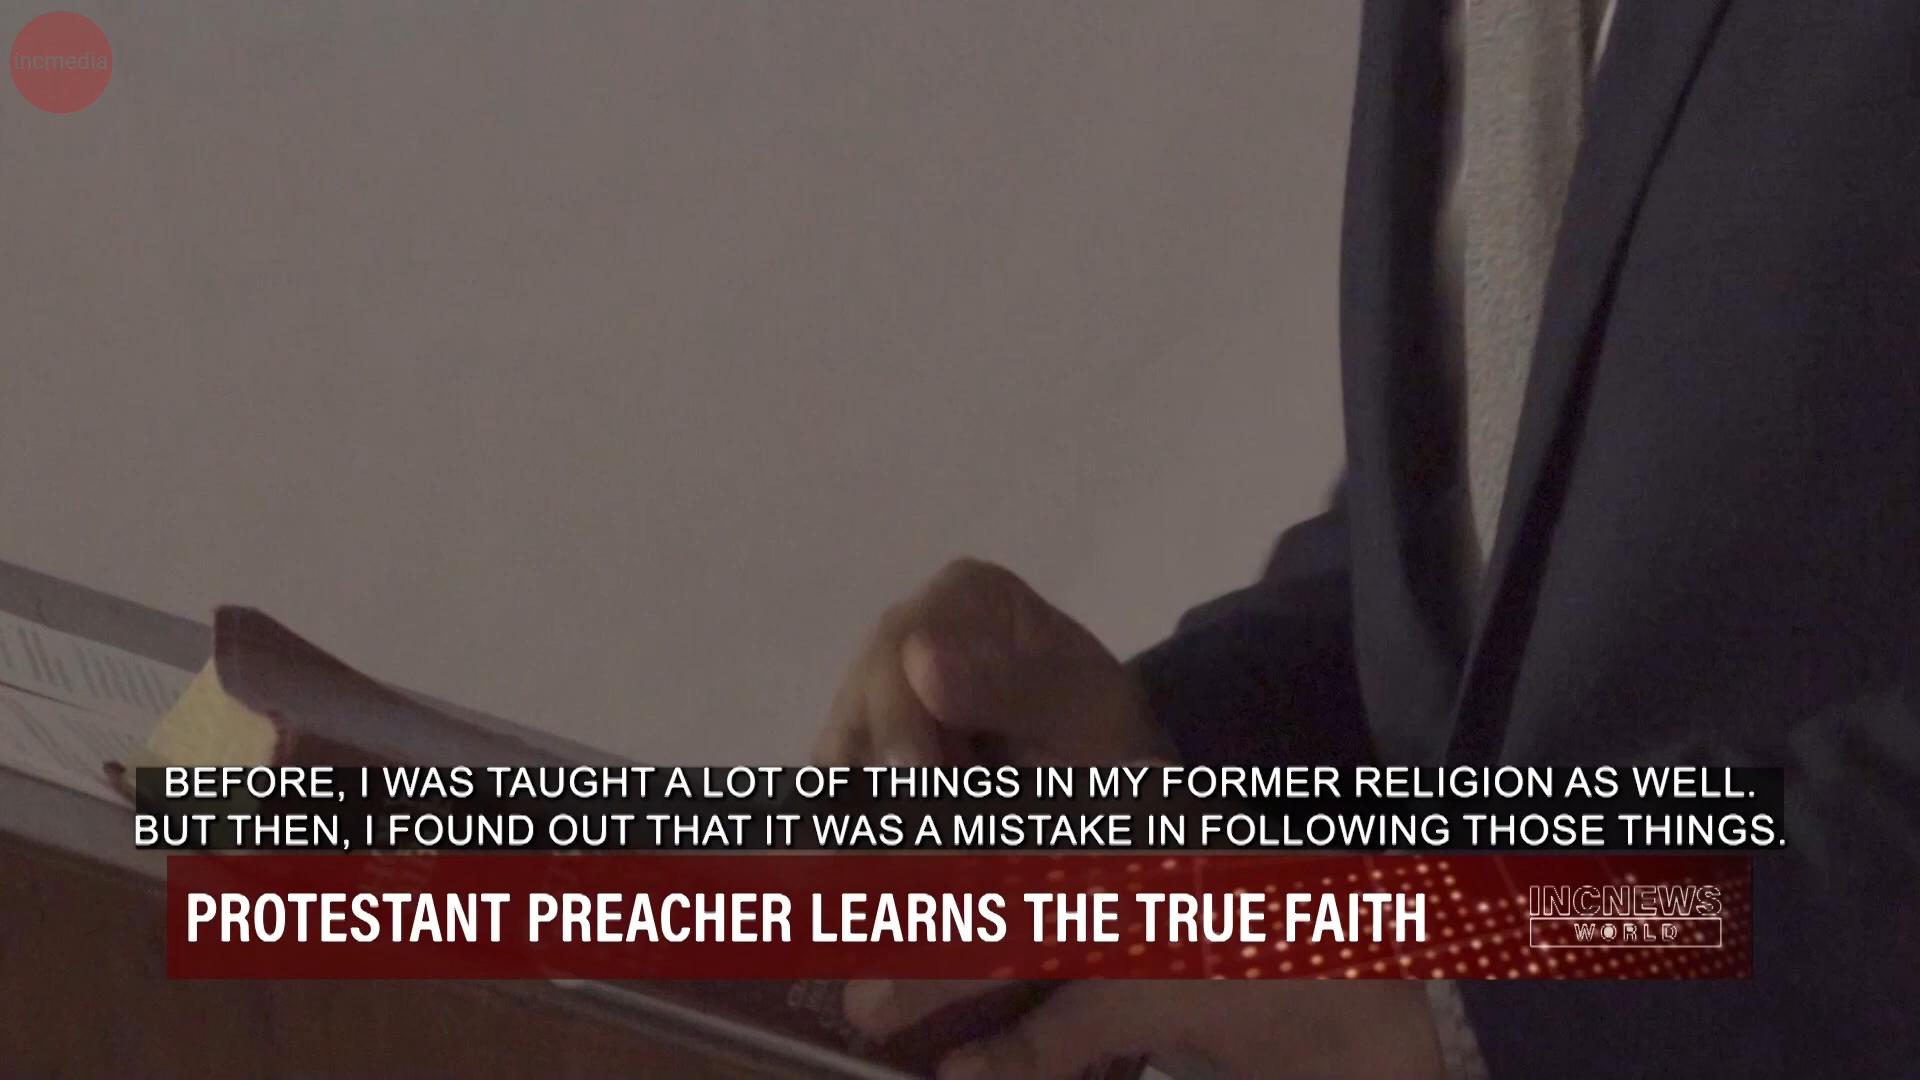 incmedia
BEFORE, I WAS TAUGHT A LOT OF THINGS IN MY FORMER RELIGION AS WELL.
BUT THEN, I FOUND OUT THAT IT WAS A MISTAKE IN FOLLOWING THOSE THINGS.
PROTESTANT PREACHER LEARNS THE TRUE FAITH
INCNEWS
WORLD